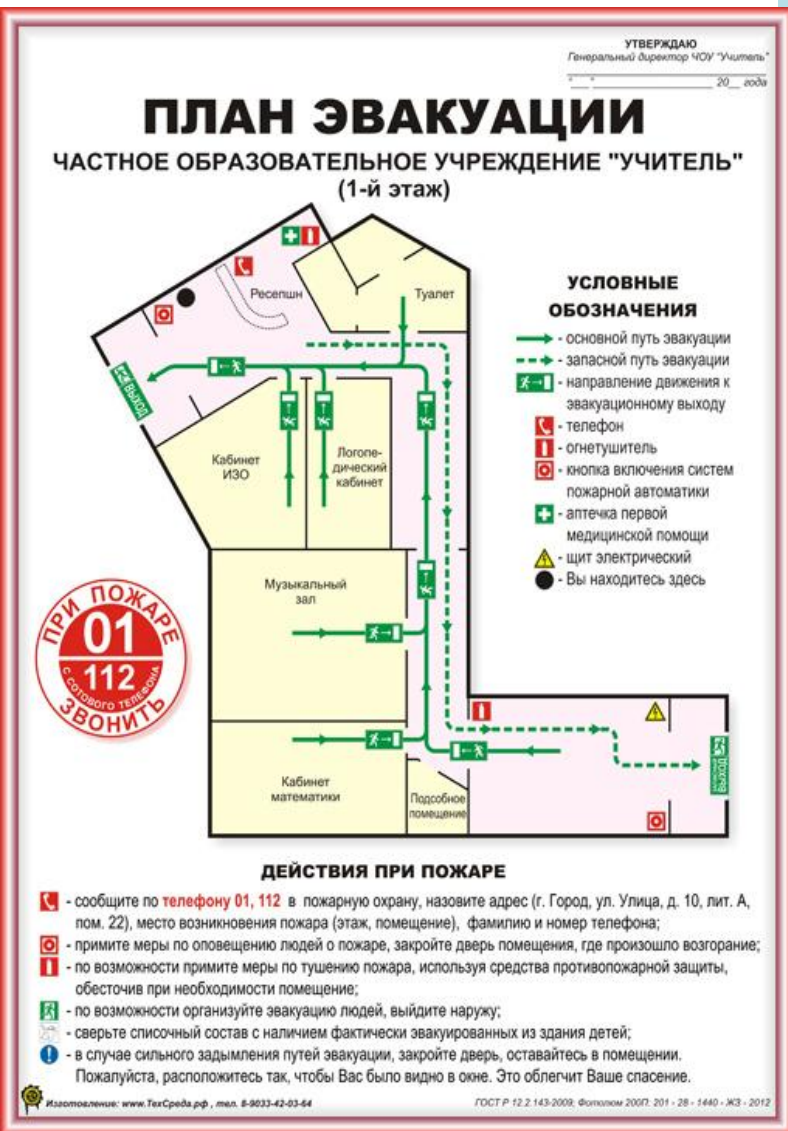 УТВЕРЖДАЮ
Генеральный директор ЧОУ "Учитель"
"___"____________________ 20__ года
ПЛАН ЭВАКУАЦИИ
ЧАСТНОЕ ОБРАЗОВАТЕЛЬНОЕ УЧРЕЖДЕНИЕ "УЧИТЕЛЬ"
(1-й этаж)
Ресепшн
Туалет
ВЫХОД
Кабинет
ИЗО
Логопе-
дический
кабинет
Музыкальный
зал
Кабинет
математики
Подсобное
помещение
ВЫХОД
УСЛОВНЫЕ
ОБОЗНАЧЕНИЯ
- основной путь эвакуации
- запасной путь эвакуации
- направление движения к
эвакуационному выходу
- телефон
- огнетушитель
- кнопка включения систем
пожарной автоматики
- аптечка первой
медицинской помощи
- щит электрический
- Вы находитесь здесь
ПРИ ПОЖАРЕ
01
112
С СОТОВОГО ТЕЛЕФОНА
ЗВОНИТЬ
ДЕЙСТВИЯ ПРИ ПОЖАРЕ
- сообщите по телефону 01, 112 в пожарную охрану, назовите адрес (г. Город, ул. Улица, д. 10, лит. А,
пом. 22), место возникновения пожара (этаж, помещение), фамилию и номер телефона;
- примите меры по оповещению людей о пожаре, закройте дверь помещения, где произошло возгорание;
- по возможности примите меры по тушению пожара, используя средства противопожарной защиты,
обесточив при необходимости помещение;
- по возможности организуйте эвакуацию людей, выйдите наружу;
- сверьте списочный состав с наличием фактически эвакуированных из здания детей;
- в случае сильного задымления путей эвакуации, закройте дверь, оставайтесь в помещении.
Пожалуйста, расположитесь так, чтобы Вас было видно в окне. Это облегчит Ваше спасение.
Изготовление: www.ТехСреда.рф , тел. 8-9033-42-03-64
ГОСТ Р 12.2.143-2009; Фотолюм 200П: 201 - 28 - 1440 - ЖЗ - 2012